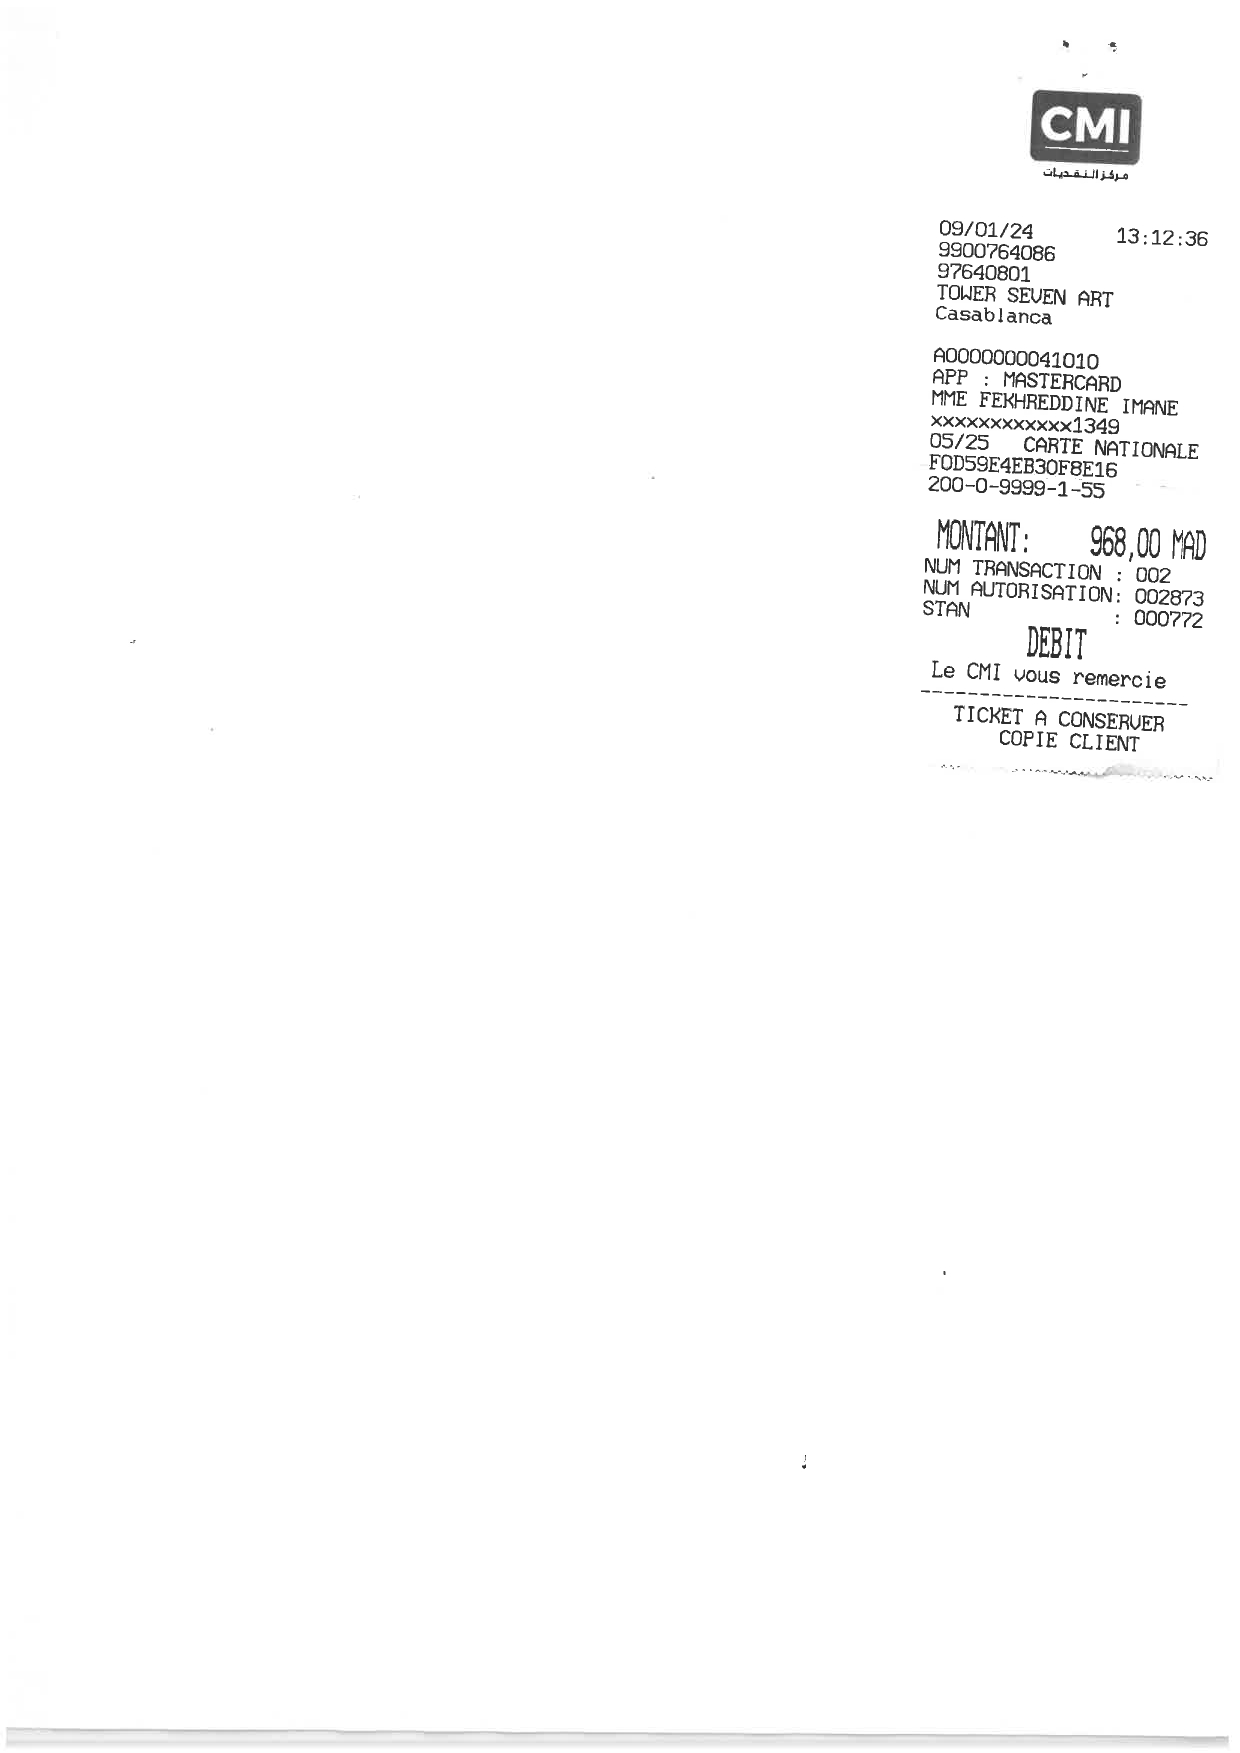 CMI
مركز النقديات
09/01/24 13:12:36
9900764086
97640801
TOWER SEVEN ART
Casablanca
A0000000041010
APP : MASTERCARD
MME FEKHREDDINE IMANE
xxxxxxxxxxxx1349
05/25 CARTE NATIONALE
F0D59E4EB30F8E16
200-0-9999-1-55
MONTANT: 968,00 MAD
NUM TRANSACTION : 002
NUM AUTORISATION: 002873
STAN : 000772
DEBIT
Le CMI vous remercie
------------------------
TICKET A CONSERVER
COPIE CLIENT